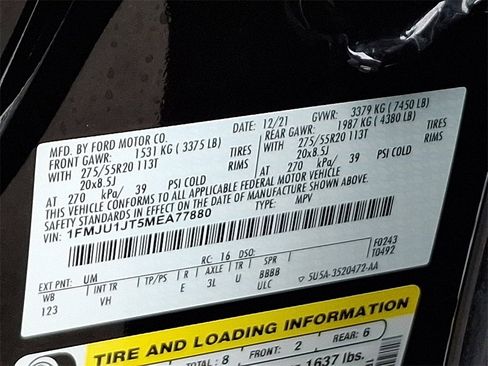 MFD. BY FORD MOTOR CO. DATE: 12/21 GVWR: 3379 KG (7450 LB)
FRONT GAWR: 1531 KG (3375 LB) REAR GAWR: 1987 KG (4380 LB)
WITH 275/55R20 113T TIRES WITH 275/55R20 113T TIRES
20x8.5J RIMS 20x8.5J RIMS
AT 270 kPa/ 39 PSI COLD AT 270 kPa/ 39 PSI COLD
THIS VEHICLE CONFORMS TO ALL APPLICABLE FEDERAL MOTOR VEHICLE
SAFETY STANDARDS IN EFFECT ON THE DATE OF MANUFACTURE SHOWN ABOVE.
VIN: 1FMJU1JT5MEA77880 TYPE: MPV
F0243
T0492
EXT PNT: UM RC: 16 DSO:
WB INT TR TP/PS R AXLE TR SPR
123 VH E 3L U BBBB
ULC 5U5A-3520472-AA
TIRE AND LOADING INFORMATION
TOTAL: 8 FRONT: 2 REAR: 6
1637 lbs.